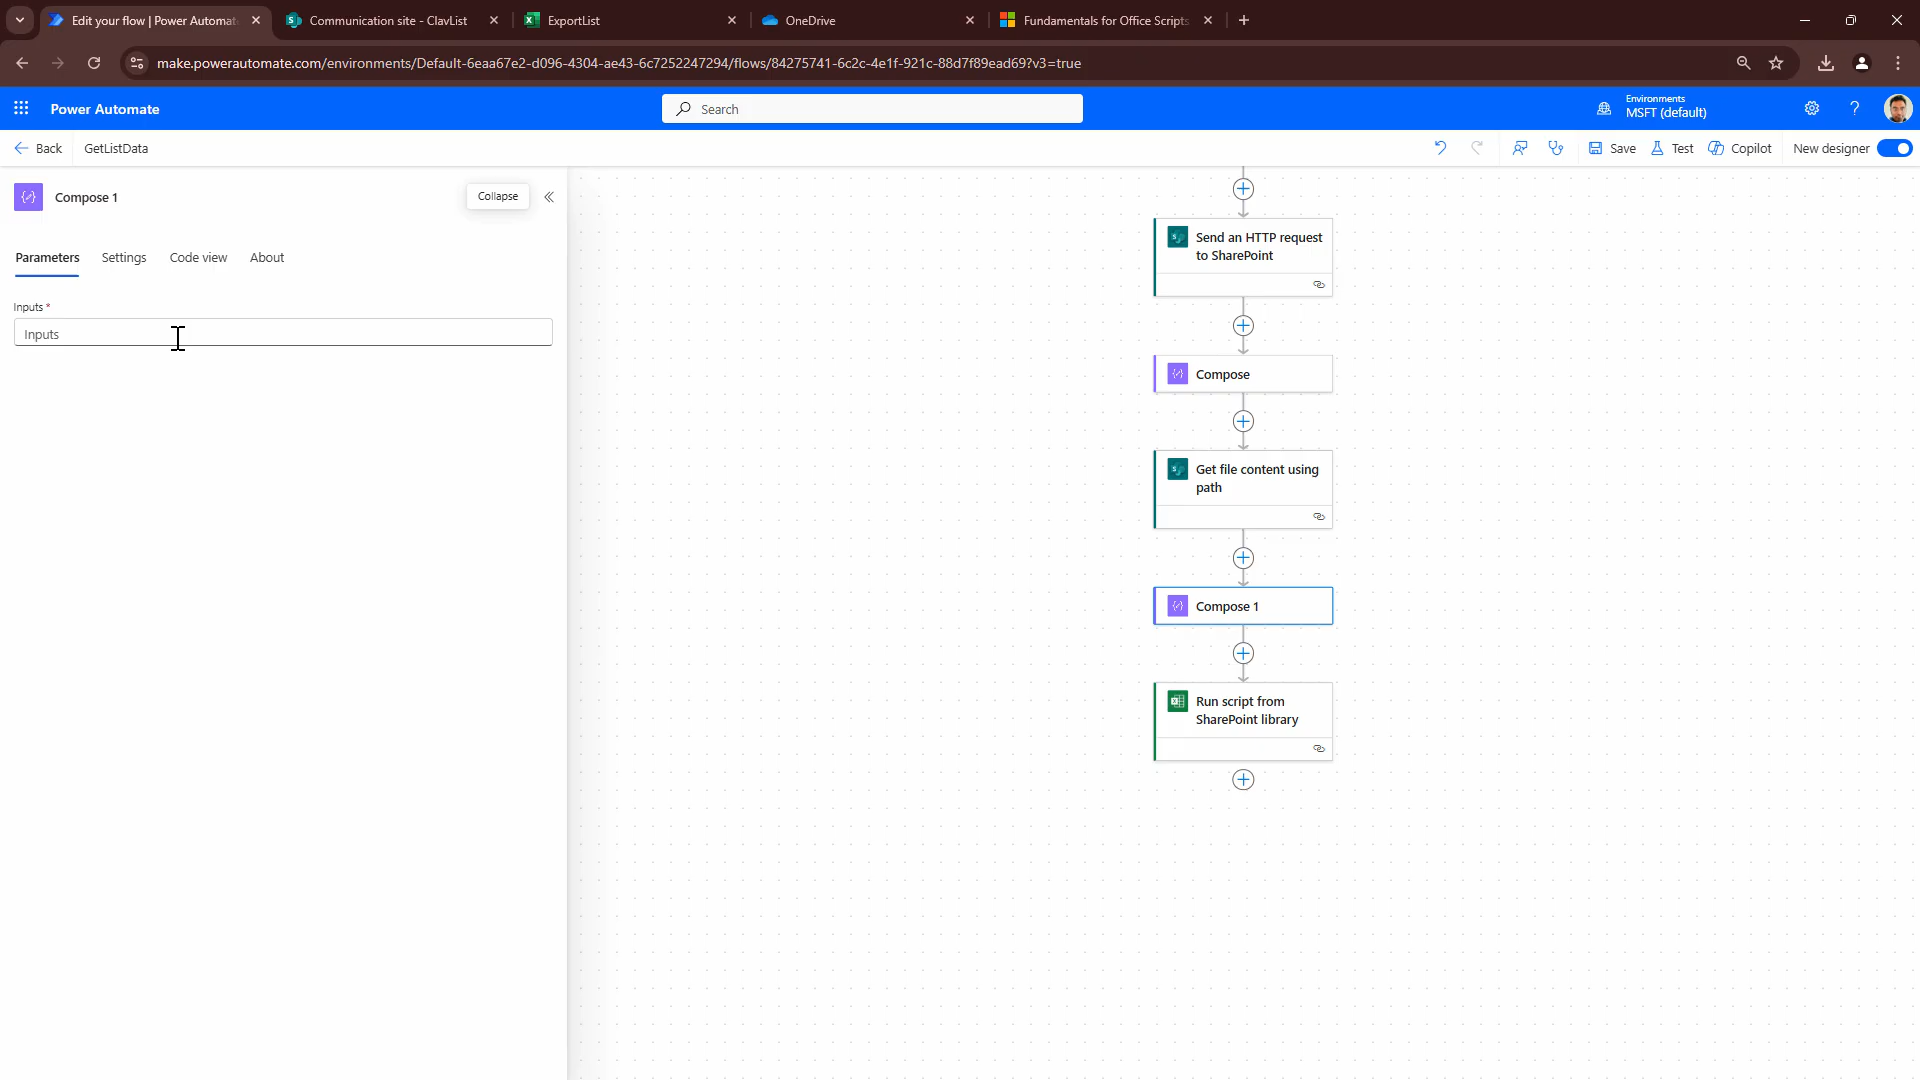 Edit your flow | Power Automate
Communication site - ClavList
ExportList
OneDrive
Fundamentals for Office Scripts
make.powerautomate.com/environments/Default-6eaa67e2-d096-4304-ae43-6c7252247294/flows/84275741-6c2c-4e1f-921c-88d7f89ead69?v3=true
Power Automate
Search
Environments
MSFT (default)
Back
GetListData
Save
Test
Copilot
New designer
Compose 1
Collapse
Parameters
Settings
Code view
About
Inputs *
Inputs
Send an HTTP request
to SharePoint
Compose
Get file content using
path
Compose 1
Run script from
SharePoint library